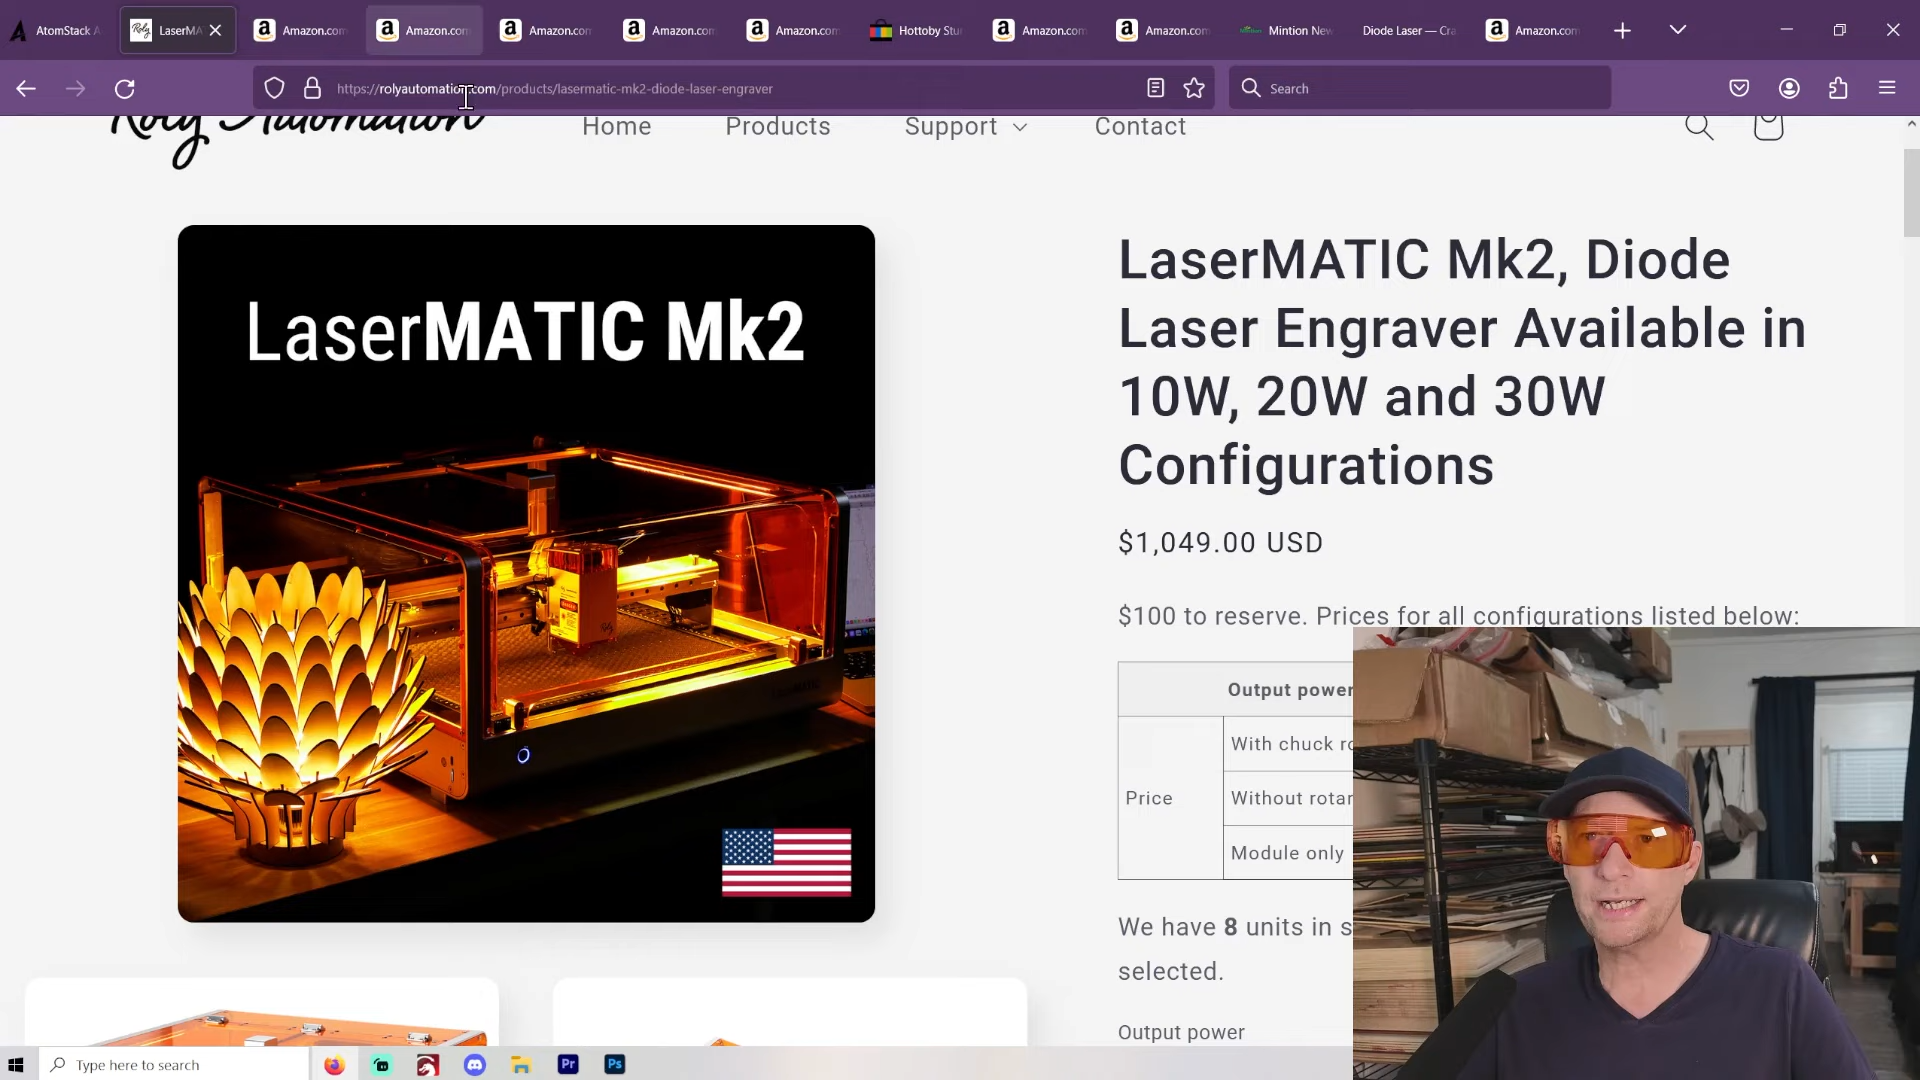 AtomStack A
LaserMA
Amazon.com
Amazon.com
Amazon.com
Amazon.com
Amazon.com
Hottoby Stu
Amazon.com
Amazon.com
Mintion New
Diode Laser — Cra
Amazon.com
https://rolyautomation.com/products/lasermatic-mk2-diode-laser-engraver
Search
Roly Automation
Home
Products
Support
Contact
LaserMATIC Mk2
LaserMATIC Mk2, Diode
Laser Engraver Available in
10W, 20W and 30W
Configurations
$1,049.00 USD
$100 to reserve. Prices for all configurations listed below:
Output power
With chuck ro
Price
Without rotar
Module only
We have 8 units in s
selected.
Output power
Type here to search